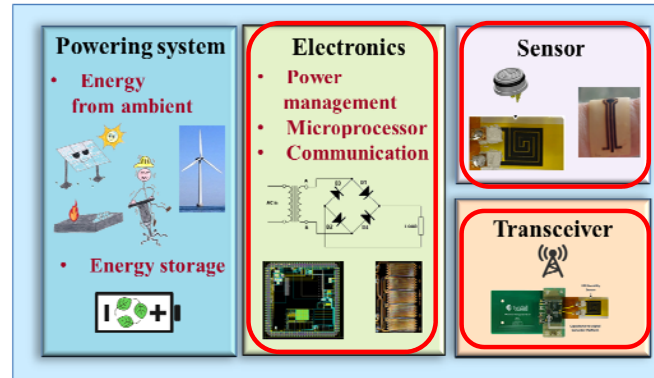 Powering system
• Energy
from ambient
• Energy storage
Electronics
• Power
management
• Microprocessor
• Communication
Sensor
Transceiver